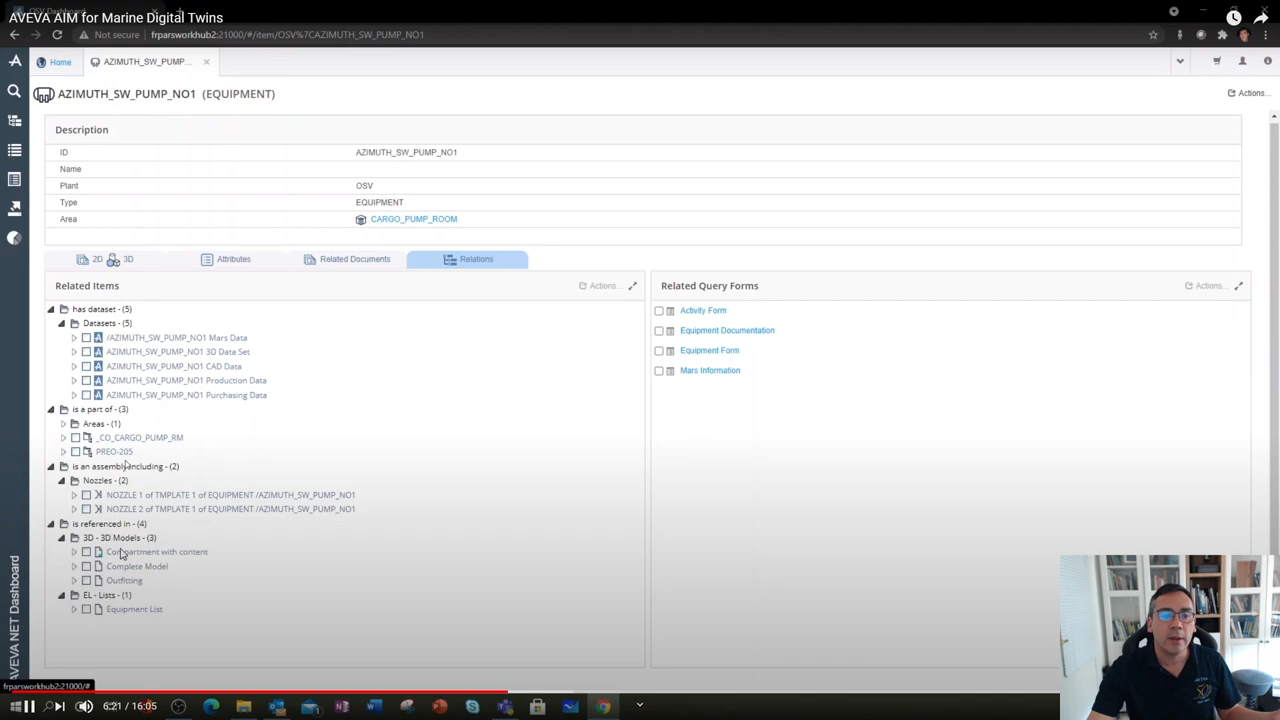 AVEVA AIM for Marine Digital Twins
Not secure frparsworkhub2:21000/#/item/OSV%7CAZIMUTH_SW_PUMP_NO1
Home AZIMUTH_SW_PUMP...
AZIMUTH_SW_PUMP_NO1 (EQUIPMENT) Actions...
Description
ID AZIMUTH_SW_PUMP_NO1
Name
Plant OSV
Type EQUIPMENT
Area CARGO_PUMP_ROOM
2D 3D Attributes Related Documents Relations
Related Items Actions...
has dataset - (5)
Datasets - (5)
/AZIMUTH_SW_PUMP_NO1 Mars Data
AZIMUTH_SW_PUMP_NO1 3D Data Set
AZIMUTH_SW_PUMP_NO1 CAD Data
AZIMUTH_SW_PUMP_NO1 Production Data
AZIMUTH_SW_PUMP_NO1 Purchasing Data
is a part of - (3)
Areas - (1)
_CO_CARGO_PUMP_RM
PREO-205
is an assembly including - (2)
Nozzles - (2)
NOZZLE 1 of TMPLATE 1 of EQUIPMENT /AZIMUTH_SW_PUMP_NO1
NOZZLE 2 of TMPLATE 1 of EQUIPMENT /AZIMUTH_SW_PUMP_NO1
is referenced in - (4)
3D - 3D Models - (3)
Compartment with content
Complete Model
Outfitting
EL - Lists - (1)
Equipment List
Related Query Forms Actions...
Activity Form
Equipment Documentation
Equipment Form
Mars Information
AVEVA NET Dashboard
frparsworkhub2:21000/#
6:21 / 16:05